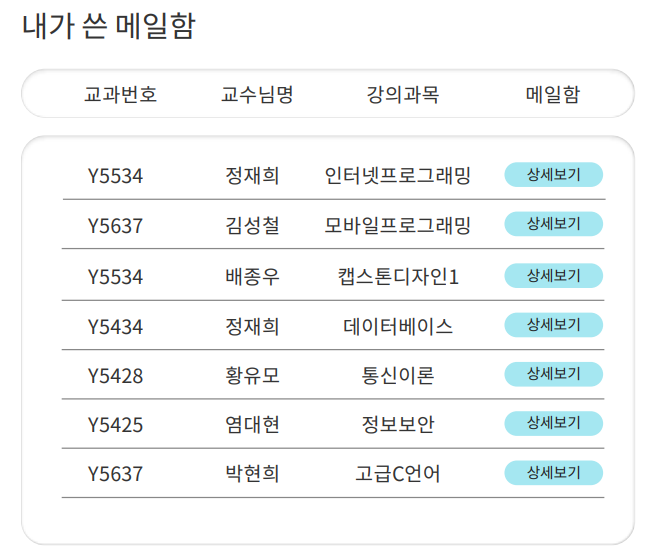 내가 쓴 메일함
교과번호 교수님명 강의과목 메일함
Y5534 정재희 인터넷프로그래밍 상세보기
Y5637 김성철 모바일프로그래밍 상세보기
Y5534 배종우 캡스톤디자인1 상세보기
Y5434 정재희 데이터베이스 상세보기
Y5428 황유모 통신이론 상세보기
Y5425 염대현 정보보안 상세보기
Y5637 박현희 고급C언어 상세보기